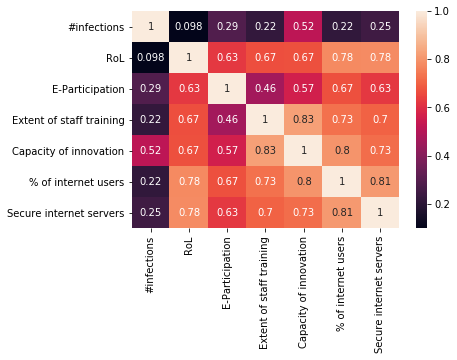 #infections 1 0.098 0.29 0.22 0.52 0.22 0.25 1.0
RoL 0.098 1 0.63 0.67 0.67 0.78 0.78
0.8
E-Participation 0.29 0.63 1 0.46 0.57 0.67 0.63
Extent of staff training 0.22 0.67 0.46 1 0.83 0.73 0.7
0.6
Capacity of innovation 0.52 0.67 0.57 0.83 1 0.8 0.73
0.4
% of internet users 0.22 0.78 0.67 0.73 0.8 1 0.81
Secure internet servers 0.25 0.78 0.63 0.7 0.73 0.81 1
0.2
#infections
RoL
E-Participation
Extent of staff training
Capacity of innovation
% of internet users
Secure internet servers